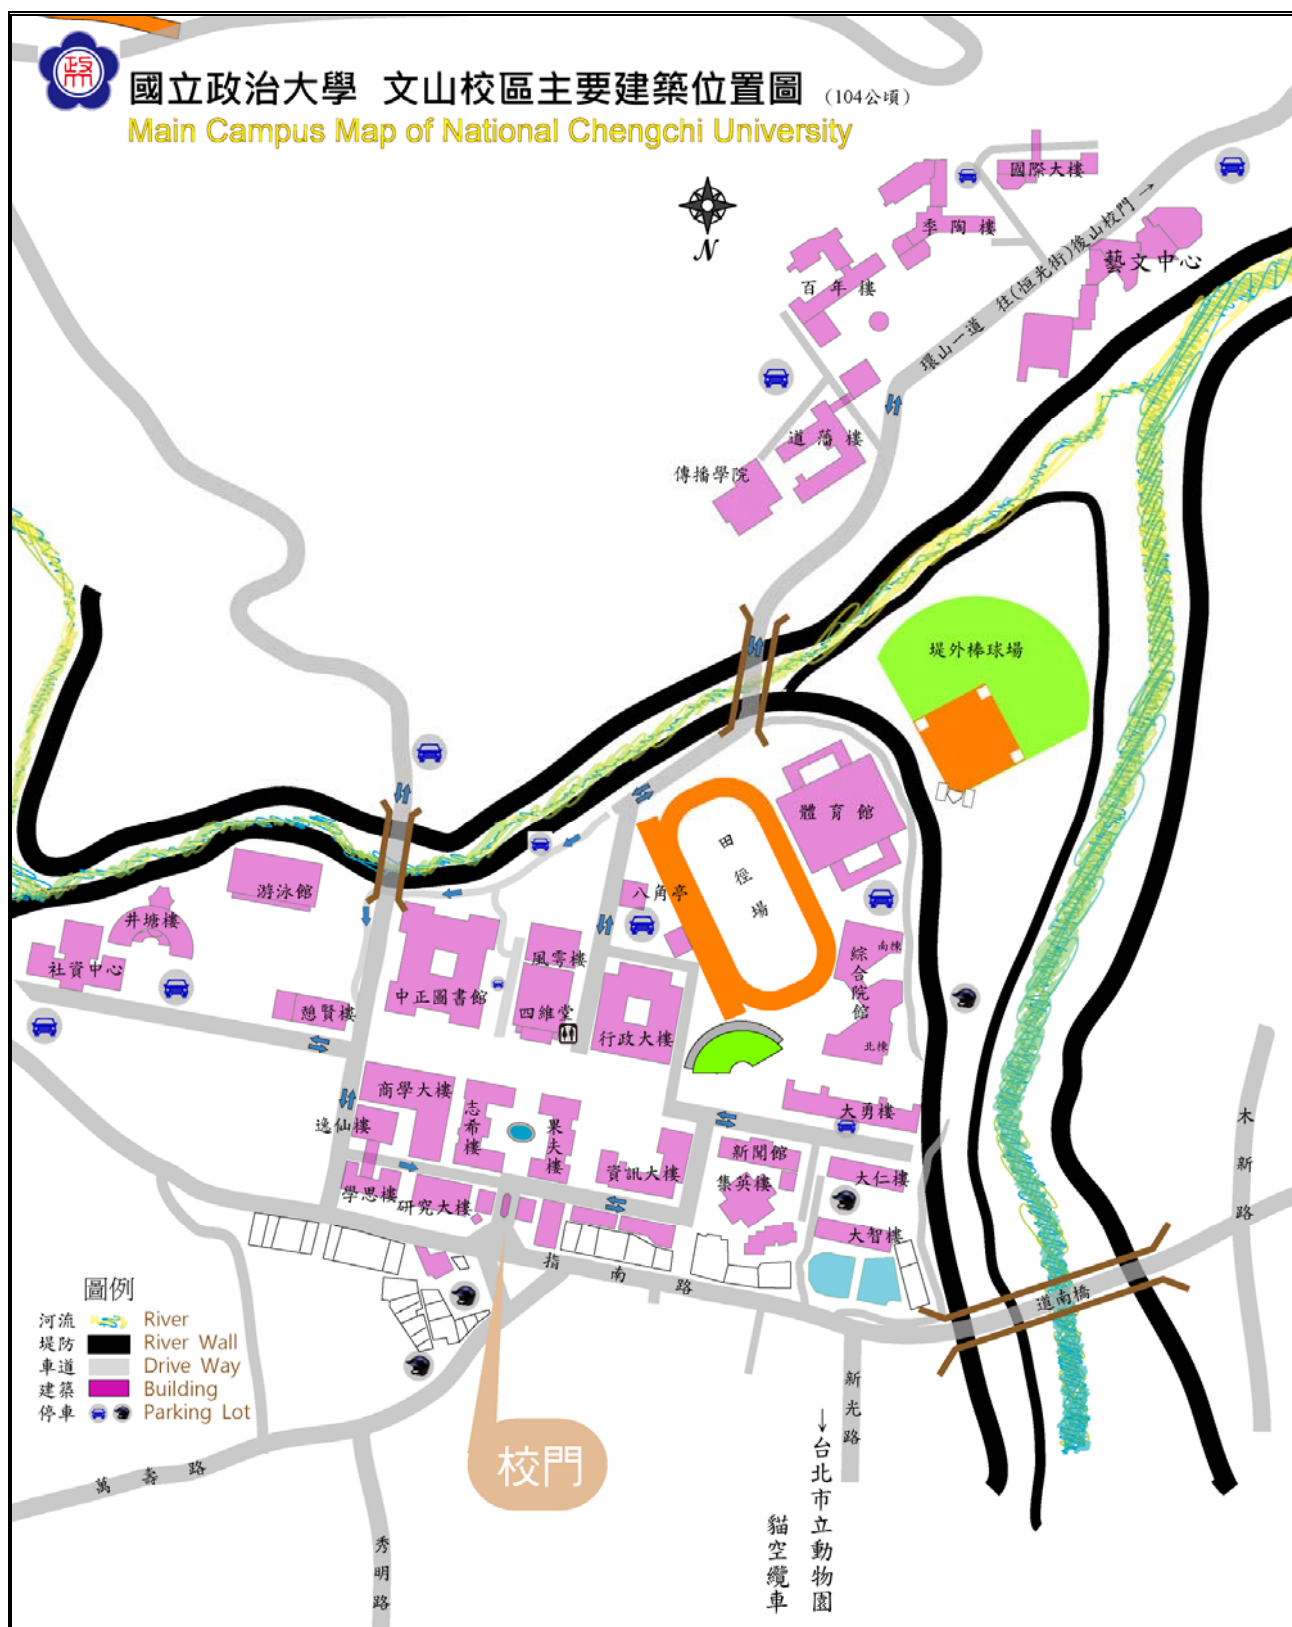 政大
國立政治大學 文山校區主要建築位置圖 (104公頃)
Main Campus Map of National Chengchi University
N
國際大樓
季陶樓
藝文中心
百年樓
環山一道 往(恒光街)後山校門→
道藩樓
傳播學院
堤外棒球場
體育館
田徑場
八角亭
游泳館
井塘樓
社資中心
憩賢樓
中正圖書館
風雩樓
四維堂
行政大樓
綜合院館
南棟
北棟
商學大樓
逸仙樓
志希樓
果夫樓
資訊大樓
大勇樓
新聞館
集英樓
大仁樓
大智樓
學思樓
研究大樓
指南路
道南橋
木新路
新光路
圖例
河流 River
堤防 River Wall
車道 Drive Way
建築 Building
停車 Parking Lot
校門
萬壽路
秀明路
↓台北市立動物園
貓空纜車